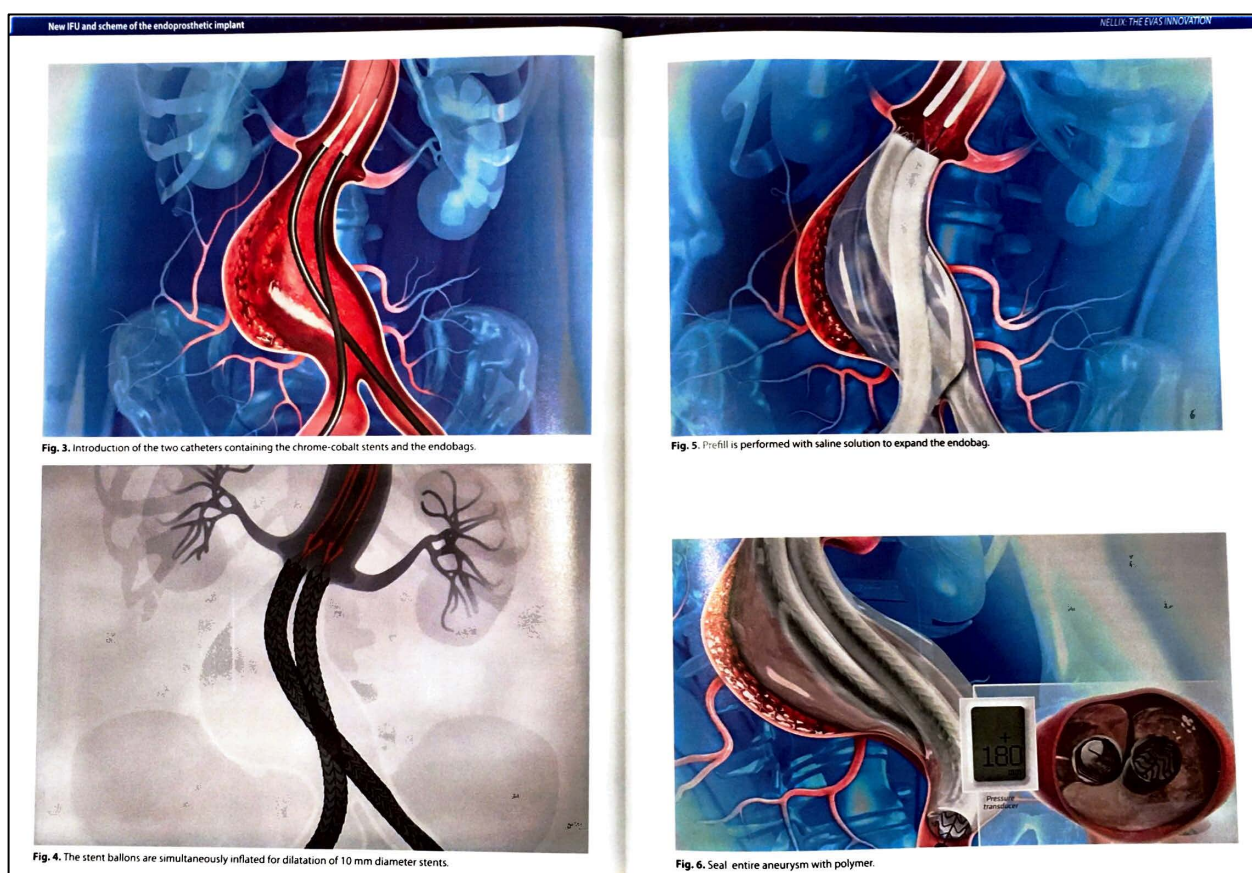 New IFU and scheme of the endoprosthetic implant
NELLIX: THE EVAS INNOVATION
Fig. 3. Introduction of the two catheters containing the chrome-cobalt stents and the endobags.
Fig. 4. The stent ballons are simultaneously inflated for dilatation of 10 mm diameter stents.
6
Fig. 5. Prefill is performed with saline solution to expand the endobag.
+
180
Pressure
transducer
Fig. 6. Seal entire aneurysm with polymer.